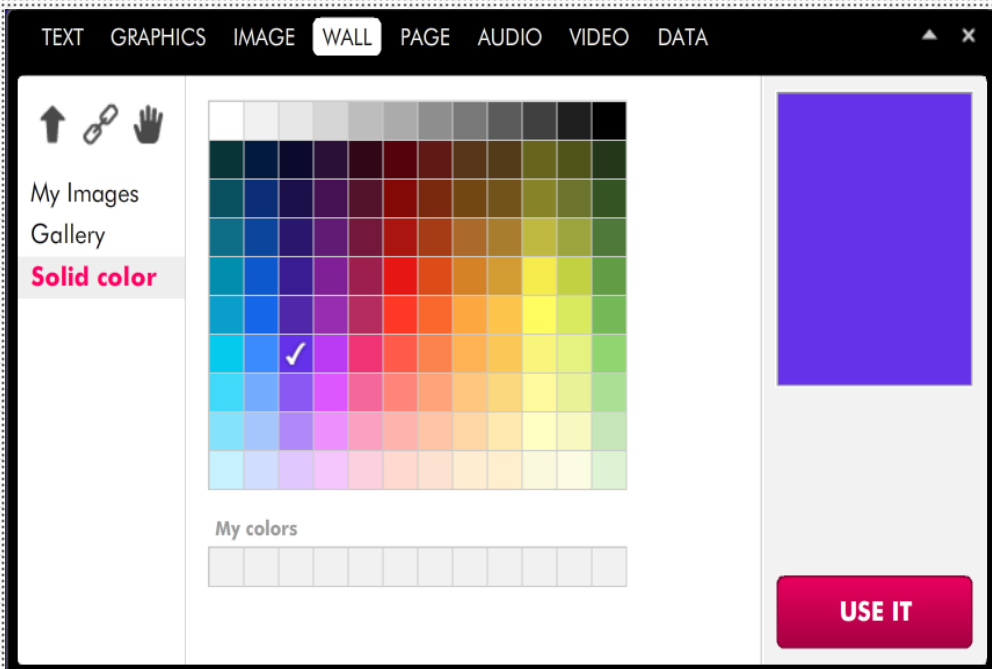 TEXT GRAPHICS IMAGE WALL PAGE AUDIO VIDEO DATA
My Images
Gallery
Solid color
My colors
USE IT